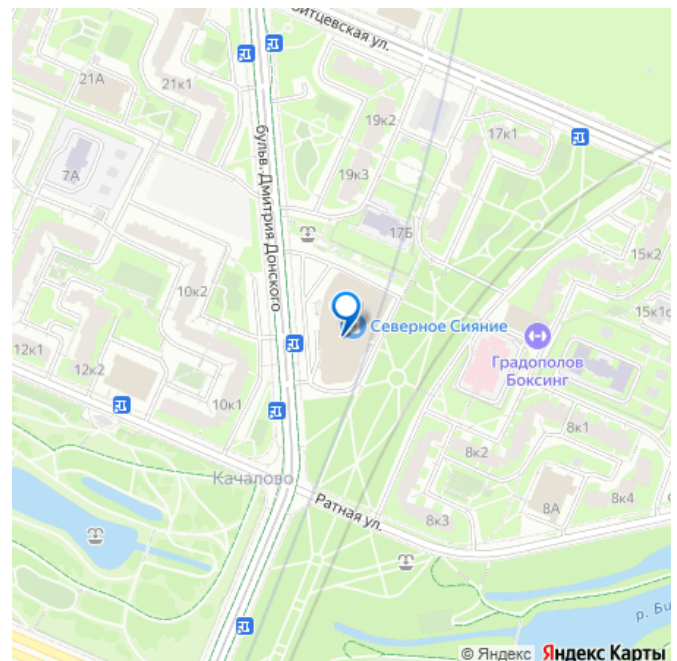 Битцевская ул.
21А
21к1
19к2
17к1
бульв. Дмитрия Донского
7А
19к3
17Б
15к2
10к2
15к1с
Северное Сияние
12к1
12к2
Градополов
Боксинг
10к1
8к1
8к2
Качалово
Ратная ул.
8к3
8А
8к4
р. Би
© Яндекс Яндекс Карты